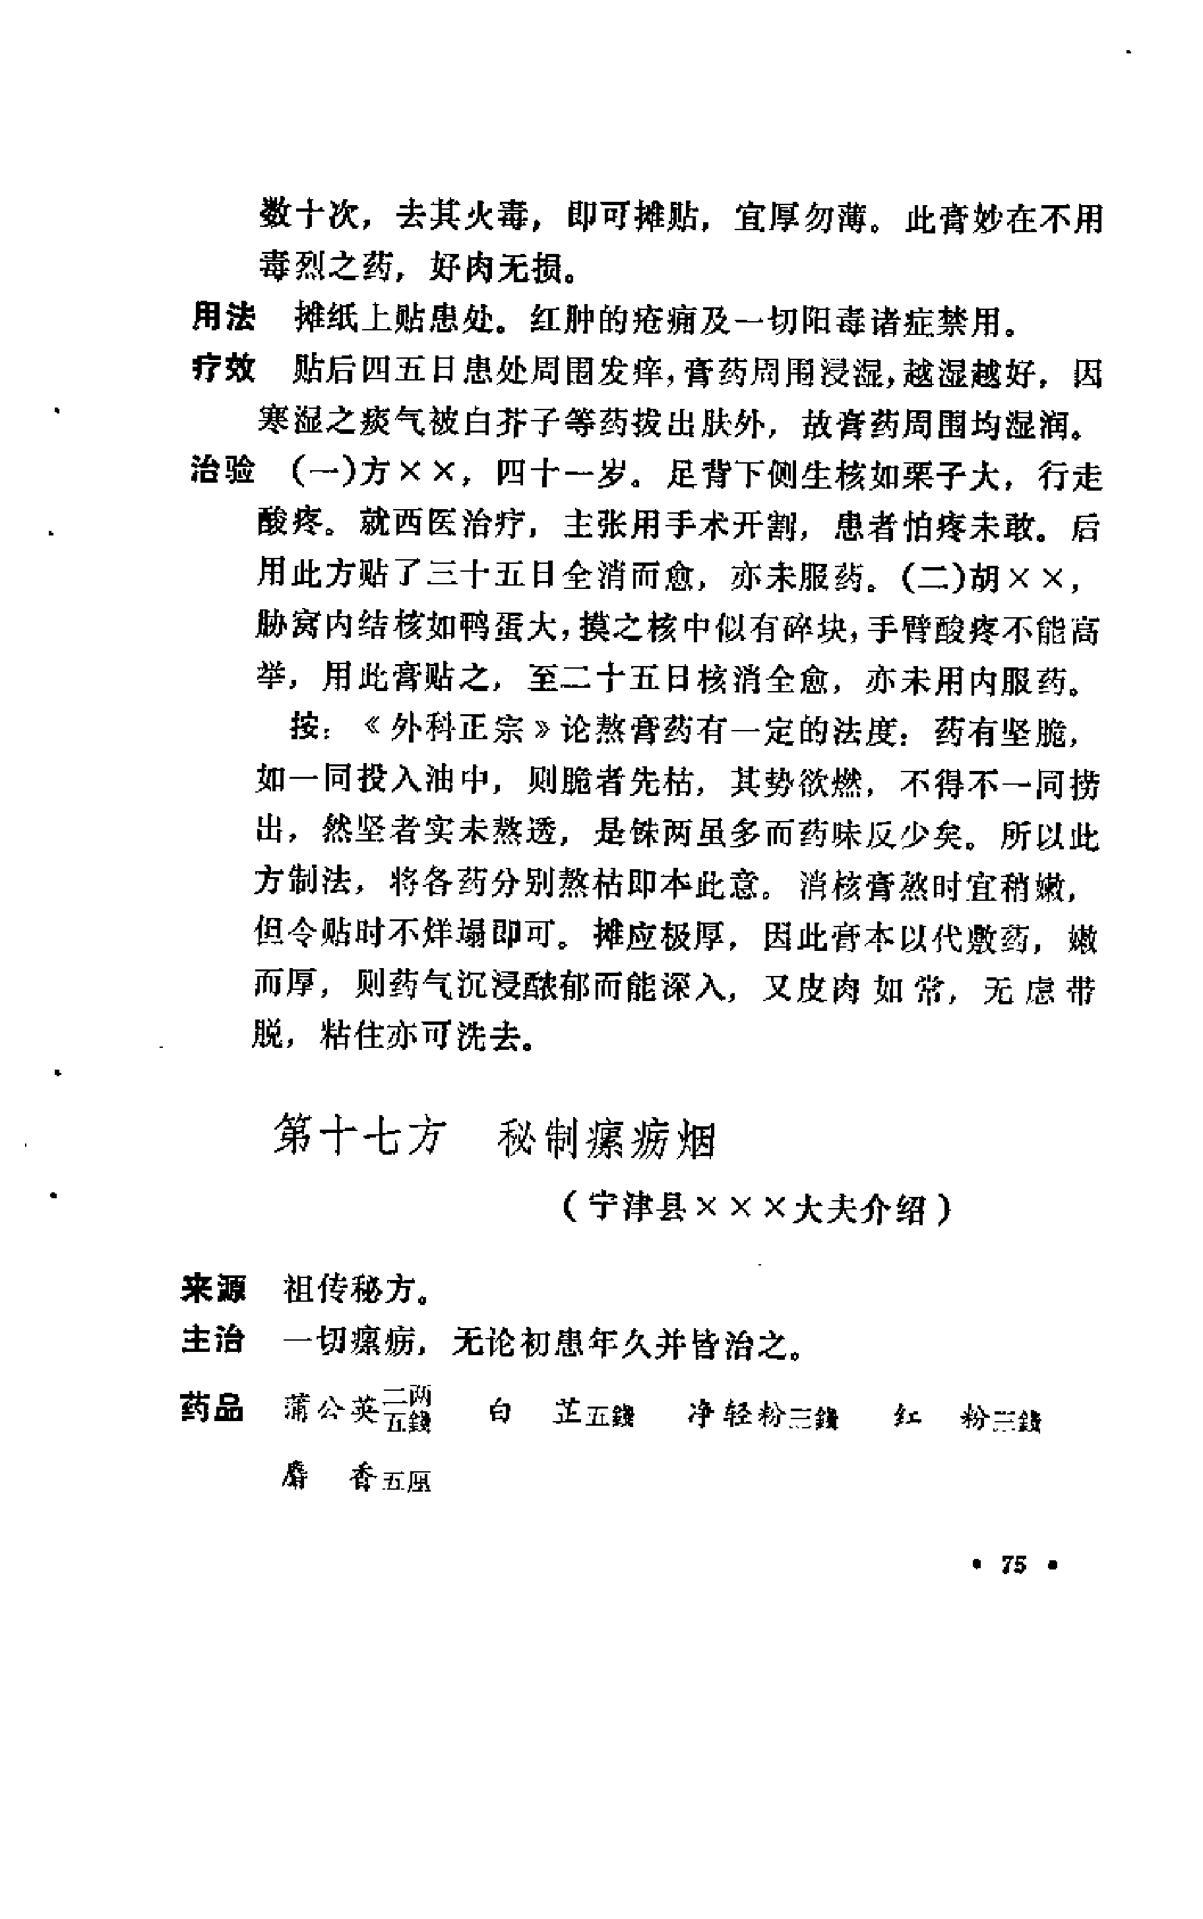 数十次，去其火毒，即可摊贴，宜厚勿薄。此膏妙在不用
毒烈之药，好肉无损。
用法　摊纸上贴患处。红肿的疮痈及一切阳毒诸症禁用。
疗效　贴后四五日患处周围发痒，膏药周围浸湿，越湿越好，因
寒湿之痰气被白芥子等药拔出肤外，故膏药周围均湿润。
治验　(一)方××，四十一岁。足背下侧生核如栗子大，行走
酸疼。就西医治疗，主张用手术开割，患者怕疼未敢。后
用此方贴了三十五日全消而愈，亦未服药。(二)胡××，
胁窝内结核如鸭蛋大，摸之核中似有碎块，手臂酸疼不能高
举，用此膏贴之，至二十五日核消全愈，亦未用内服药。
按：《外科正宗》论熬膏药有一定的法度：药有坚脆，
如一同投入油中，则脆者先枯，其势欲燃，不得不一同捞
出，然坚者实未熬透，是铢两虽多而药味反少矣。所以此
方制法，将各药分别熬枯即本此意。消核膏熬时宜稍嫩，
但令贴时不烊塌即可。摊应极厚，因此膏本以代敷药，嫩
而厚，则药气沉浸酞郁而能深入，又皮肉如常，无虑带
脱，粘住亦可洗去。
第十七方　秘制瘰疬烟
（宁津县×××大夫介绍）
来源　祖传秘方。
主治　一切瘰疬，无论初患年久并皆治之。
药品　蒲公英二两五錢　白　芷五錢　净轻粉三錢　红　粉三錢
麝　香五厘
• 75 •